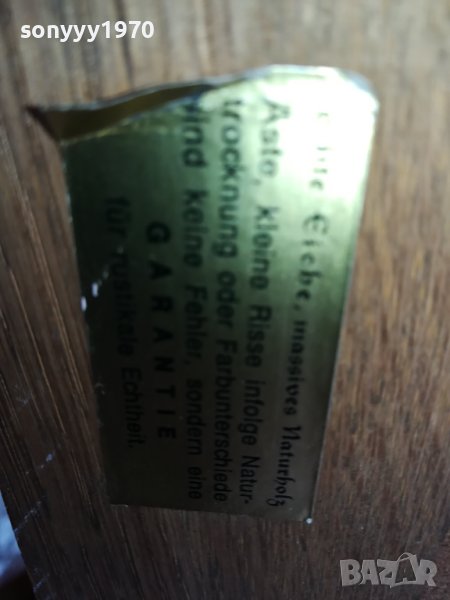 sonyyy1970
Eiche, massives Naturholz
Äste, kleine Risse infolge Natur-
trocknung oder Farbunterschiede
sind keine Fehler, sondern eine
GARANTIE
für rustikale Echtheit.
BAZAR